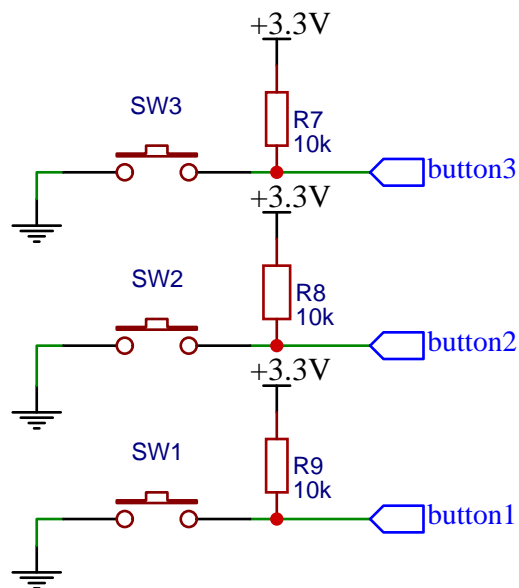 +3.3V
SW3
R7
10k
button3
+3.3V
SW2
R8
10k
button2
+3.3V
SW1
R9
10k
button1